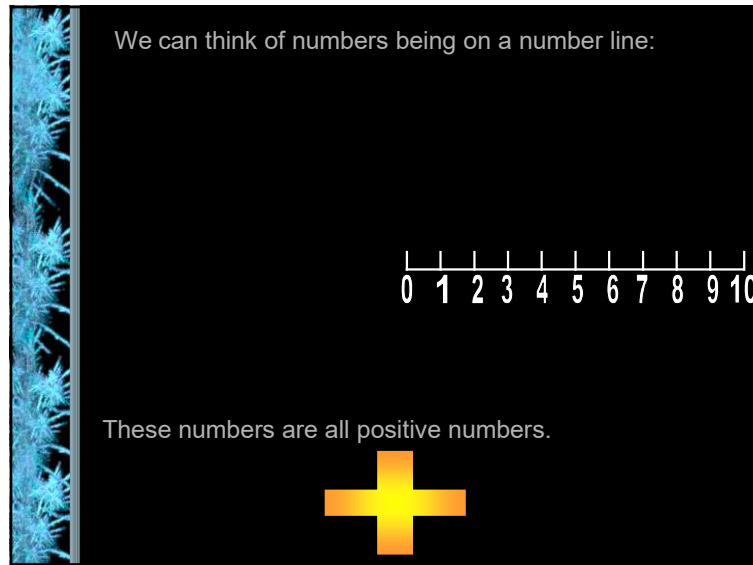 We can think of numbers being on a number line:
0 1 2 3 4 5 6 7 8 9 10
These numbers are all positive numbers.